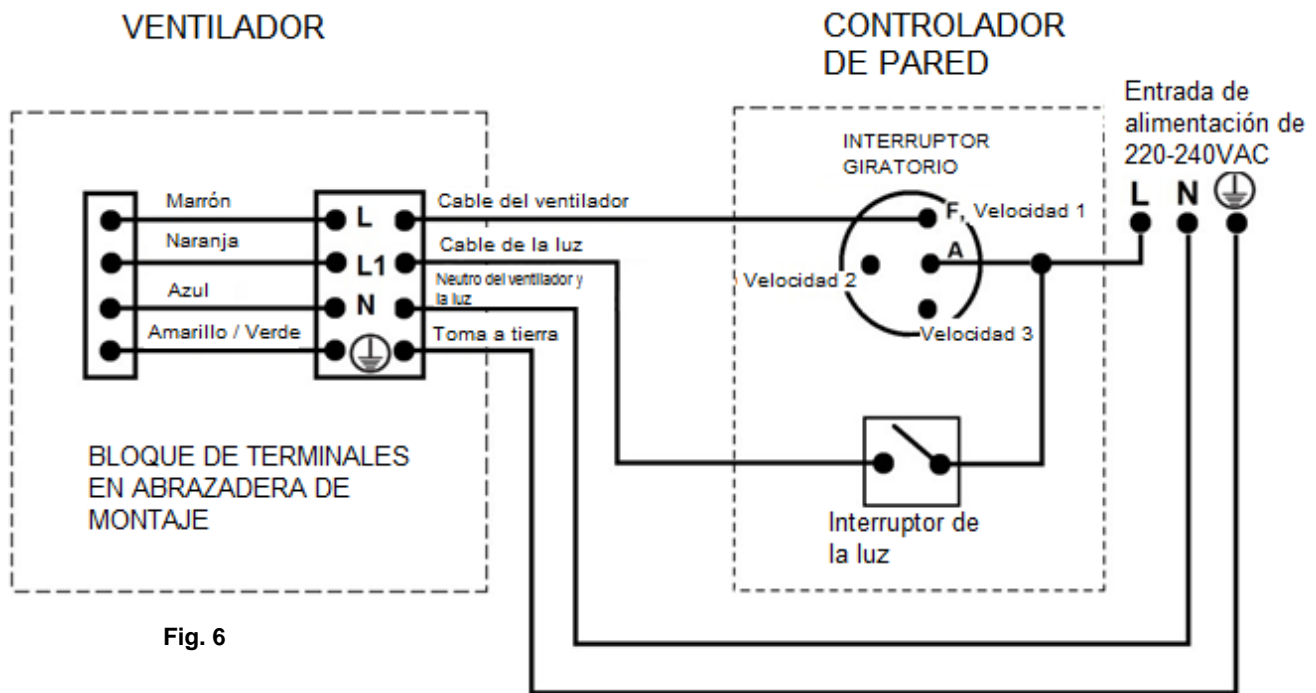 VENTILADOR
CONTROLADOR
DE PARED
Entrada de
alimentación de
220-240VAC
L N
INTERRUPTOR
GIRATORIO
F, Velocidad 1
A
Velocidad 2
Velocidad 3
Marrón
Naranja
Azul
Amarillo / Verde
L
L1
N
Cable del ventilador
Cable de la luz
Neutro del ventilador y
la luz
Toma a tierra
BLOQUE DE TERMINALES
EN ABRAZADERA DE
MONTAJE
Interruptor de
la luz
Fig. 6